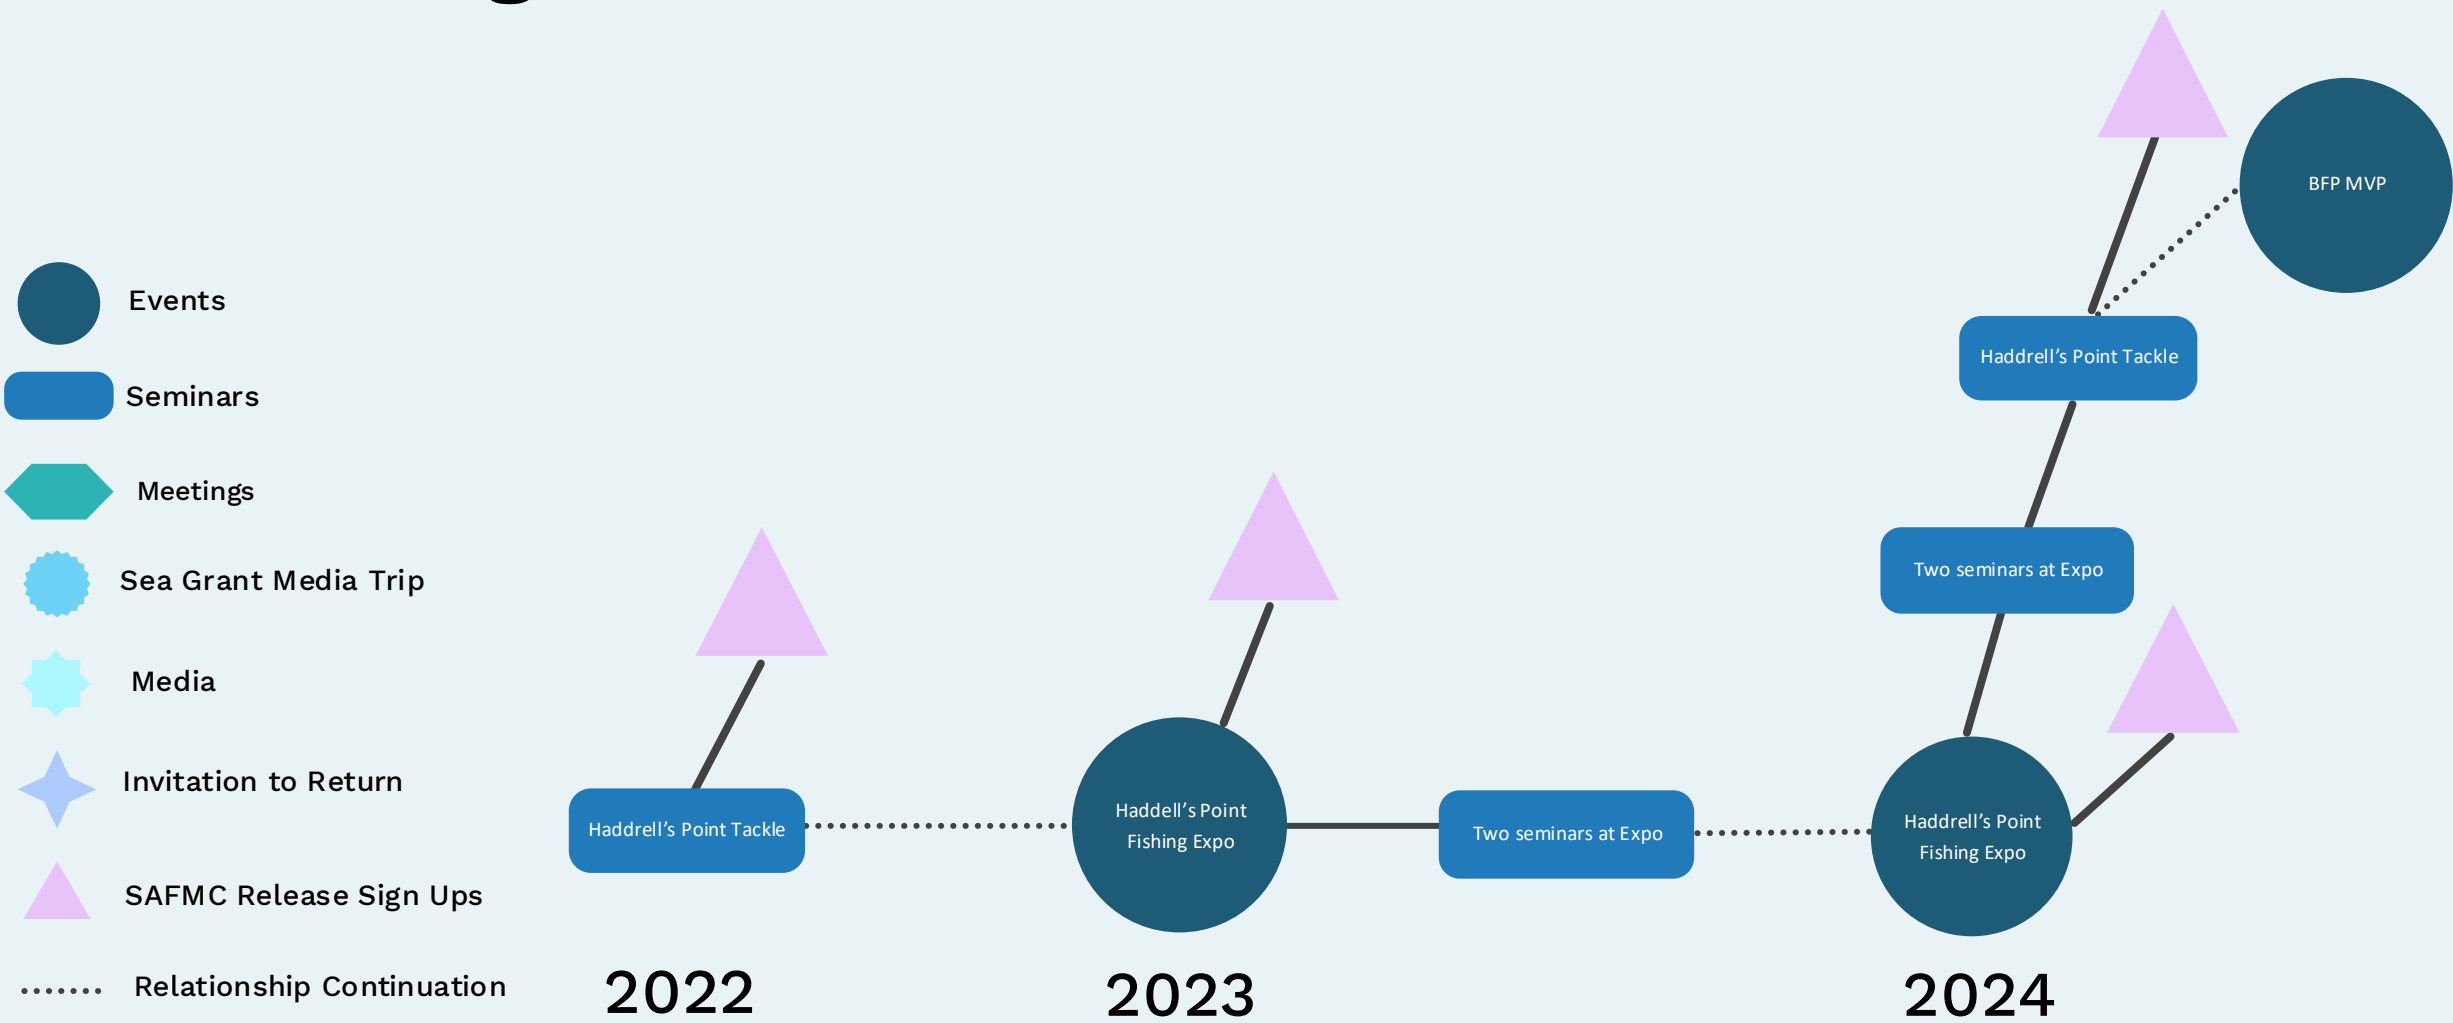 Events
Seminars
Meetings
Sea Grant Media Trip
Media
Invitation to Return
SAFMC Release Sign Ups
Relationship Continuation
Haddrell’s Point Tackle
Haddell’s Point
Fishing Expo
Two seminars at Expo
Haddrell’s Point
Fishing Expo
Two seminars at Expo
Haddrell’s Point Tackle
BFP MVP
2022
2023
2024